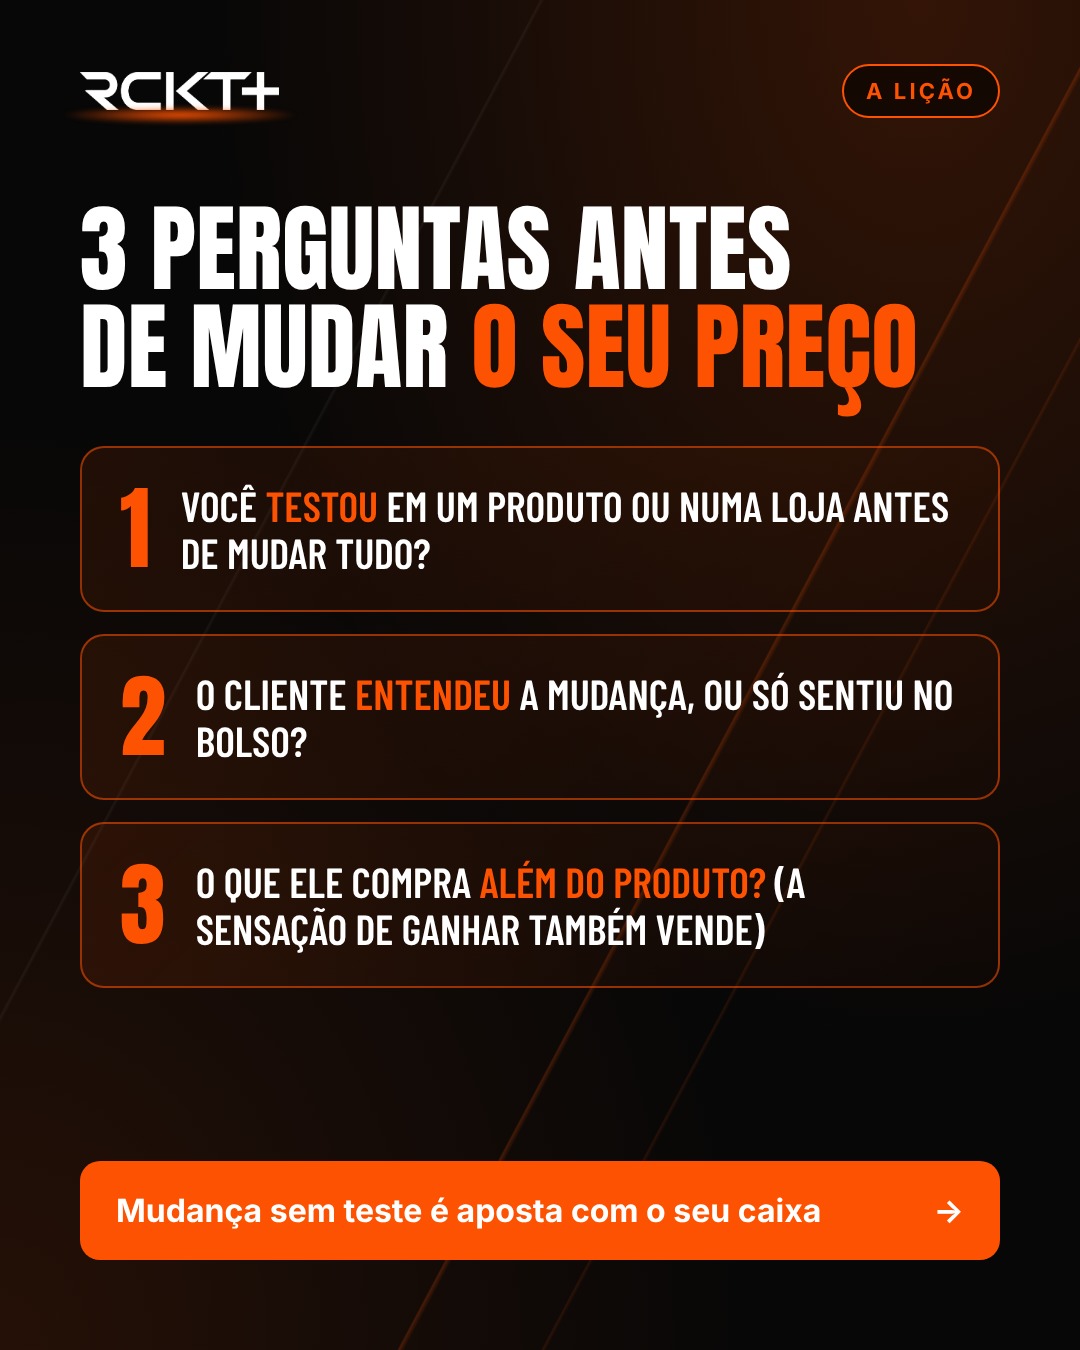 RCKT+
A LIÇÃO
3 PERGUNTAS ANTES
DE MUDAR O SEU PREÇO
1
VOCÊ TESTOU EM UM PRODUTO OU NUMA LOJA ANTES
DE MUDAR TUDO?
2
O CLIENTE ENTENDEU A MUDANÇA, OU SÓ SENTIU NO
BOLSO?
3
O QUE ELE COMPRA ALÉM DO PRODUTO? (A
SENSAÇÃO DE GANHAR TAMBÉM VENDE)
Mudança sem teste é aposta com o seu caixa →